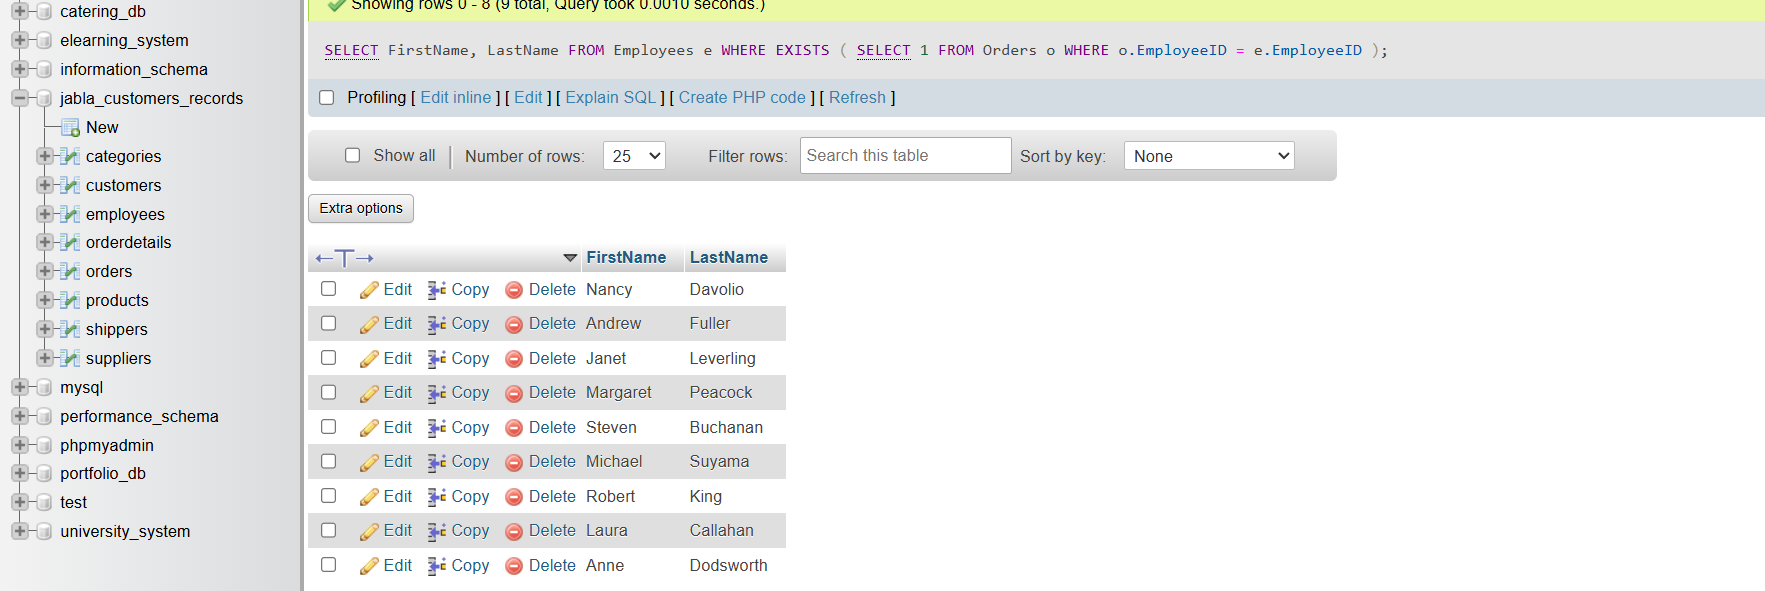 catering_db
elearning_system
information_schema
jabla_customers_records
New
categories
customers
employees
orderdetails
orders
products
shippers
suppliers
mysql
performance_schema
phpmyadmin
portfolio_db
test
university_system
Showing rows 0 - 8 (9 total, Query took 0.0010 seconds.)
SELECT FirstName, LastName FROM Employees e WHERE EXISTS ( SELECT 1 FROM Orders o WHERE o.EmployeeID = e.EmployeeID );
Profiling [ Edit inline ] [ Edit ] [ Explain SQL ] [ Create PHP code ] [ Refresh ]
Show all Number of rows: 25 Filter rows: Search this table Sort by key: None
Extra options
FirstName LastName
Edit Copy Delete Nancy Davolio
Edit Copy Delete Andrew Fuller
Edit Copy Delete Janet Leverling
Edit Copy Delete Margaret Peacock
Edit Copy Delete Steven Buchanan
Edit Copy Delete Michael Suyama
Edit Copy Delete Robert King
Edit Copy Delete Laura Callahan
Edit Copy Delete Anne Dodsworth